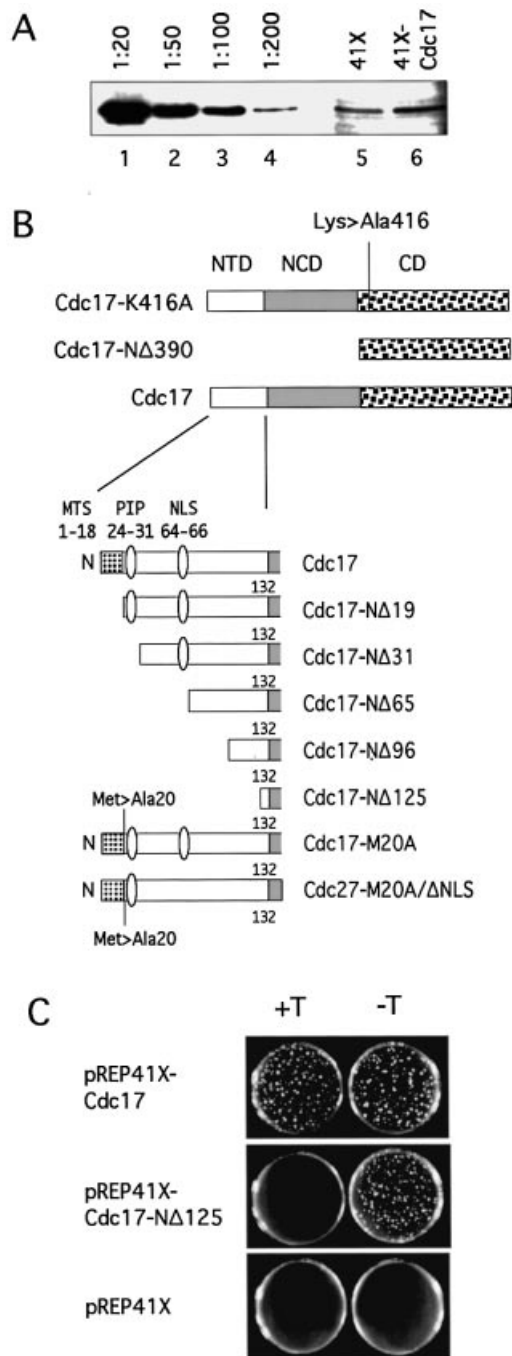 A
1:20 1:50 1:100 1:200 41X 41X-Cdc17
1 2 3 4 5 6
B
Lys>Ala416
NTD NCD CD
Cdc17-K416A
Cdc17-NΔ390
Cdc17
MTS PIP NLS
1-18 24-31 64-66
N Cdc17
132
Cdc17-NΔ19
132
Cdc17-NΔ31
132
Cdc17-NΔ65
132
Cdc17-NΔ96
132
Cdc17-NΔ125
Met>Ala20
132
N Cdc17-M20A
132
N Cdc27-M20A/ΔNLS
132
Met>Ala20
C
+T -T
pREP41X-
Cdc17
pREP41X-
Cdc17-NΔ125
pREP41X